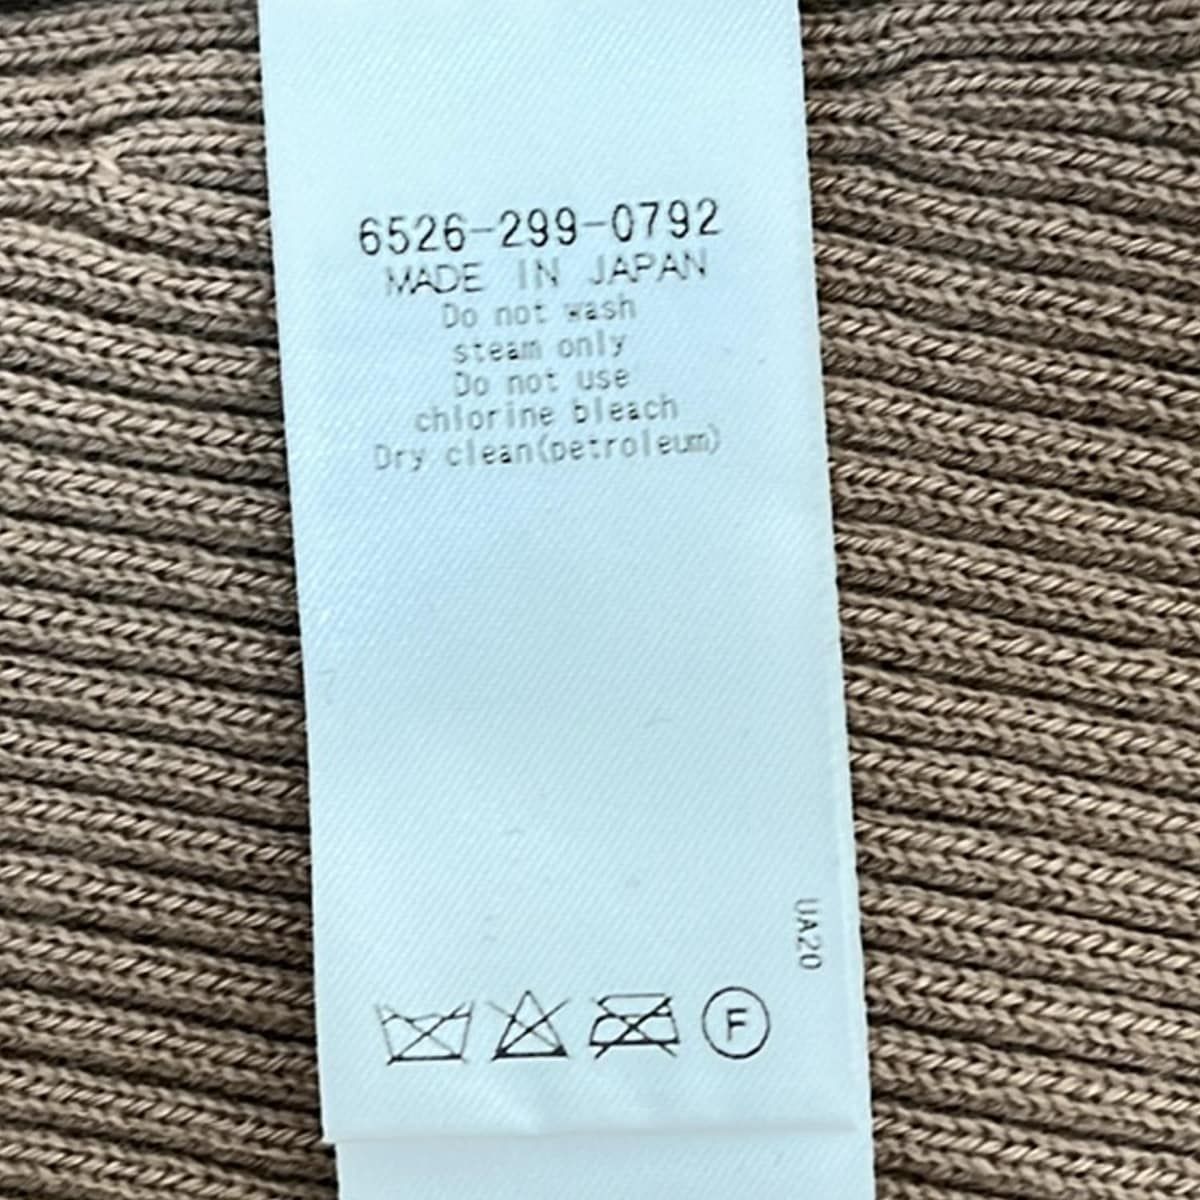 6526-299-0792
MADE IN JAPAN
Do not wash
steam only
Do not use
chlorine bleach
Dry clean(petroleum)
UA20
F